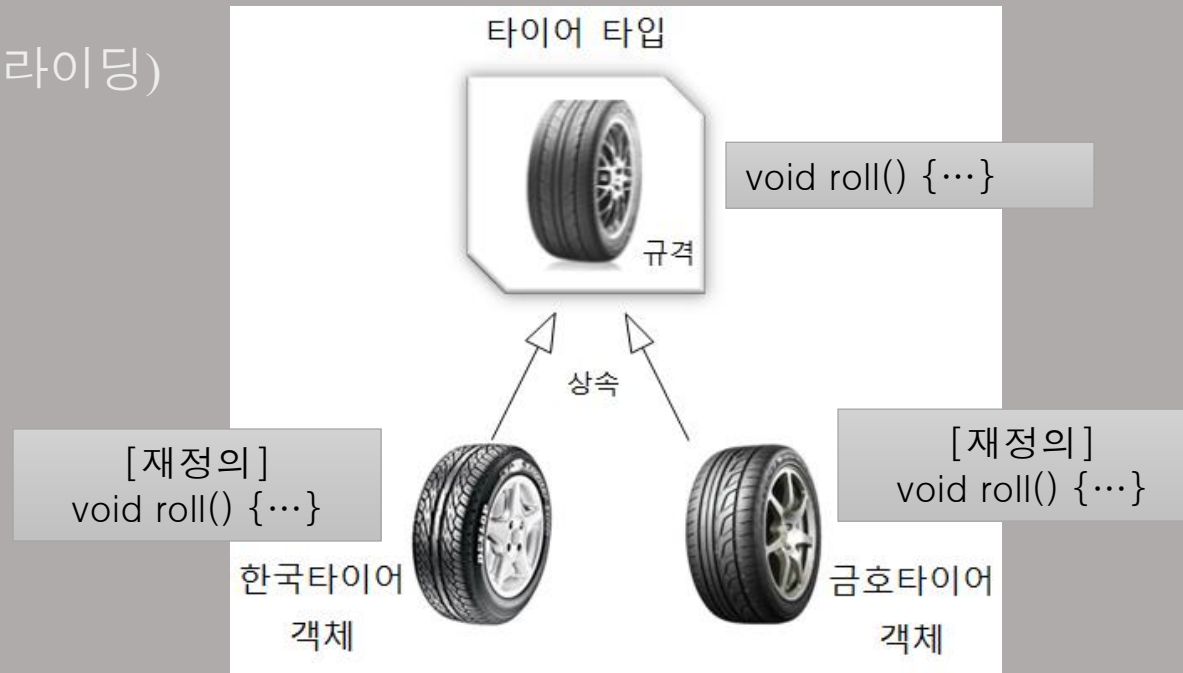 라이딩)
타이어 타입
void roll() {…}
규격
상속
[재정의]
void roll() {…}
[재정의]
void roll() {…}
한국타이어
객체
금호타이어
객체